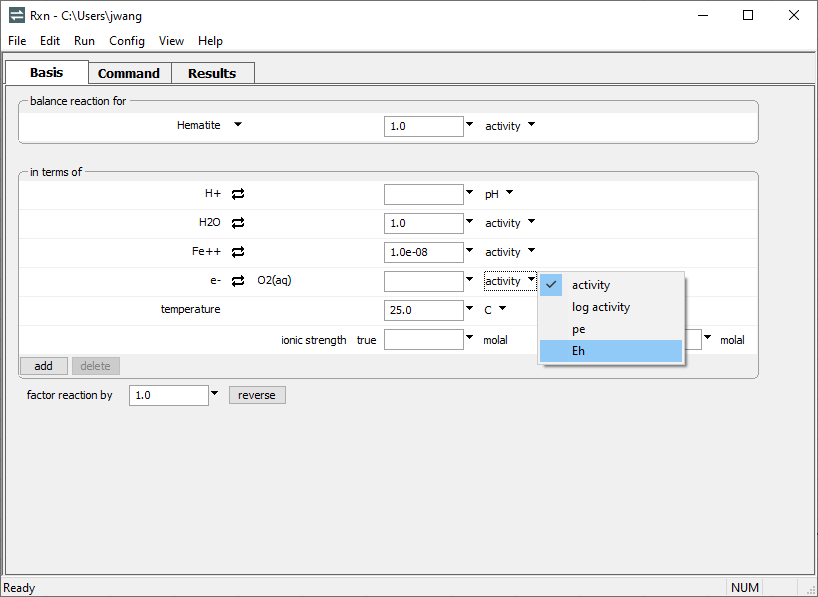 Rxn - C:\Users\jwang
File Edit Run Config View Help
Basis Command Results
balance reaction for
Hematite 1.0 activity
in terms of
H+ pH
H2O 1.0 activity
Fe++ 1.0e-08 activity
e- O2(aq) activity
temperature 25.0 C
ionic strength true molal molal
activity
log activity
pe
Eh
add delete
factor reaction by 1.0 reverse
Ready NUM